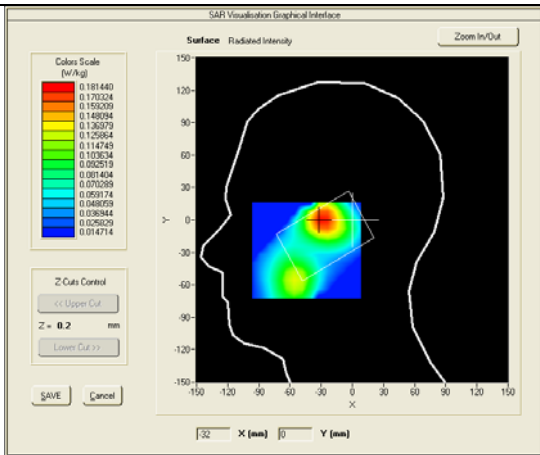 SAR Visualisation Graphical Interface
Surface Radiated Intensity
Zoom In/Out
Colors Scale
(W/kg)
0.181440
0.170324
0.159209
0.148094
0.136979
0.125864
0.114749
0.103634
0.092519
0.081404
0.070289
0.059174
0.048059
0.036944
0.025829
0.014714
Z Cuts Control
<< Upper Cut
Z = 0.2 mm
Lower Cut >>
SAVE Cancel
150
120
90
60
30
0
-30
-60
-90
-120
-150
Y
-150 -120 -90 -60 -30 0 30 60 90 120 150
X
-32 X (mm) 0 Y (mm)